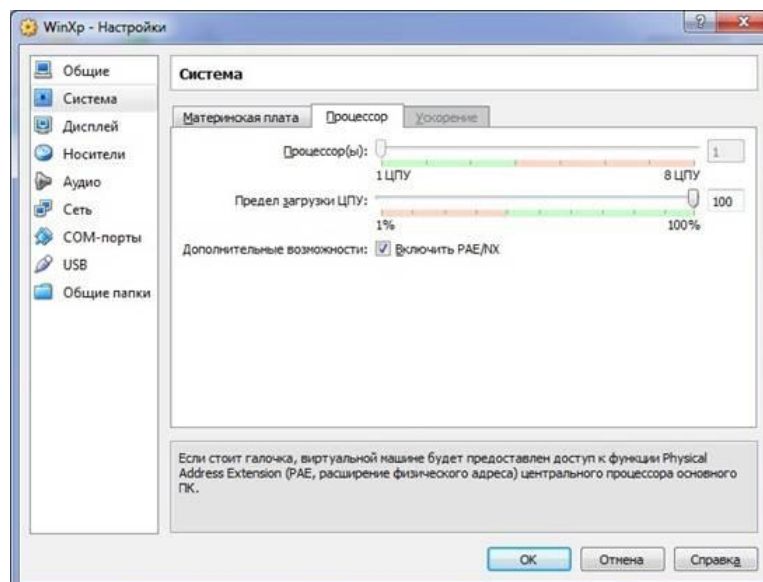 WinXp - Настройки
Общие
Система
Дисплей
Носители
Аудио
Сеть
COM-порты
USB
Общие папки
Система
Материнская плата Процессор Ускорение
Процессор(ы): 1
1 ЦПУ 8 ЦПУ
Предел загрузки ЦПУ: 100
1% 100%
Дополнительные возможности: Включить PAE/NX
Если стоит галочка, виртуальной машине будет предоставлен доступ к функции Physical
Address Extension (PAE, расширение физического адреса) центрального процессора основного
ПК.
OK Отмена Справка